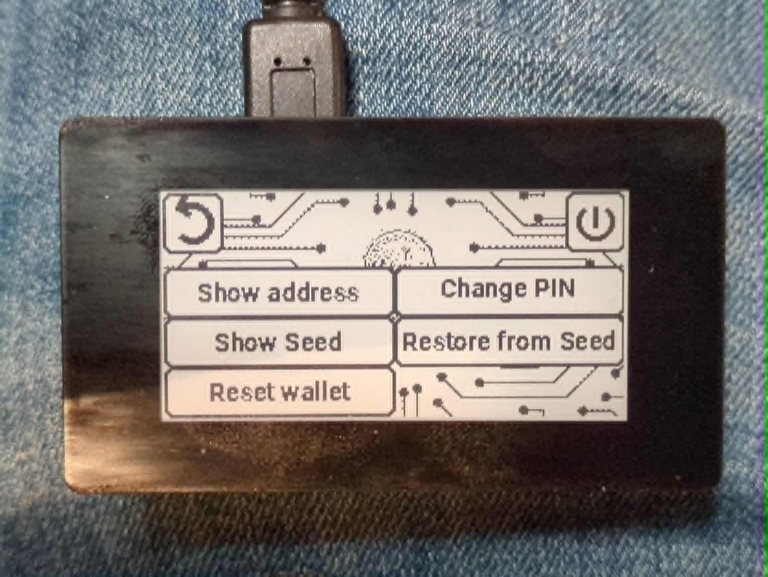 Show address
Change PIN
Show Seed
Restore from Seed
Reset wallet